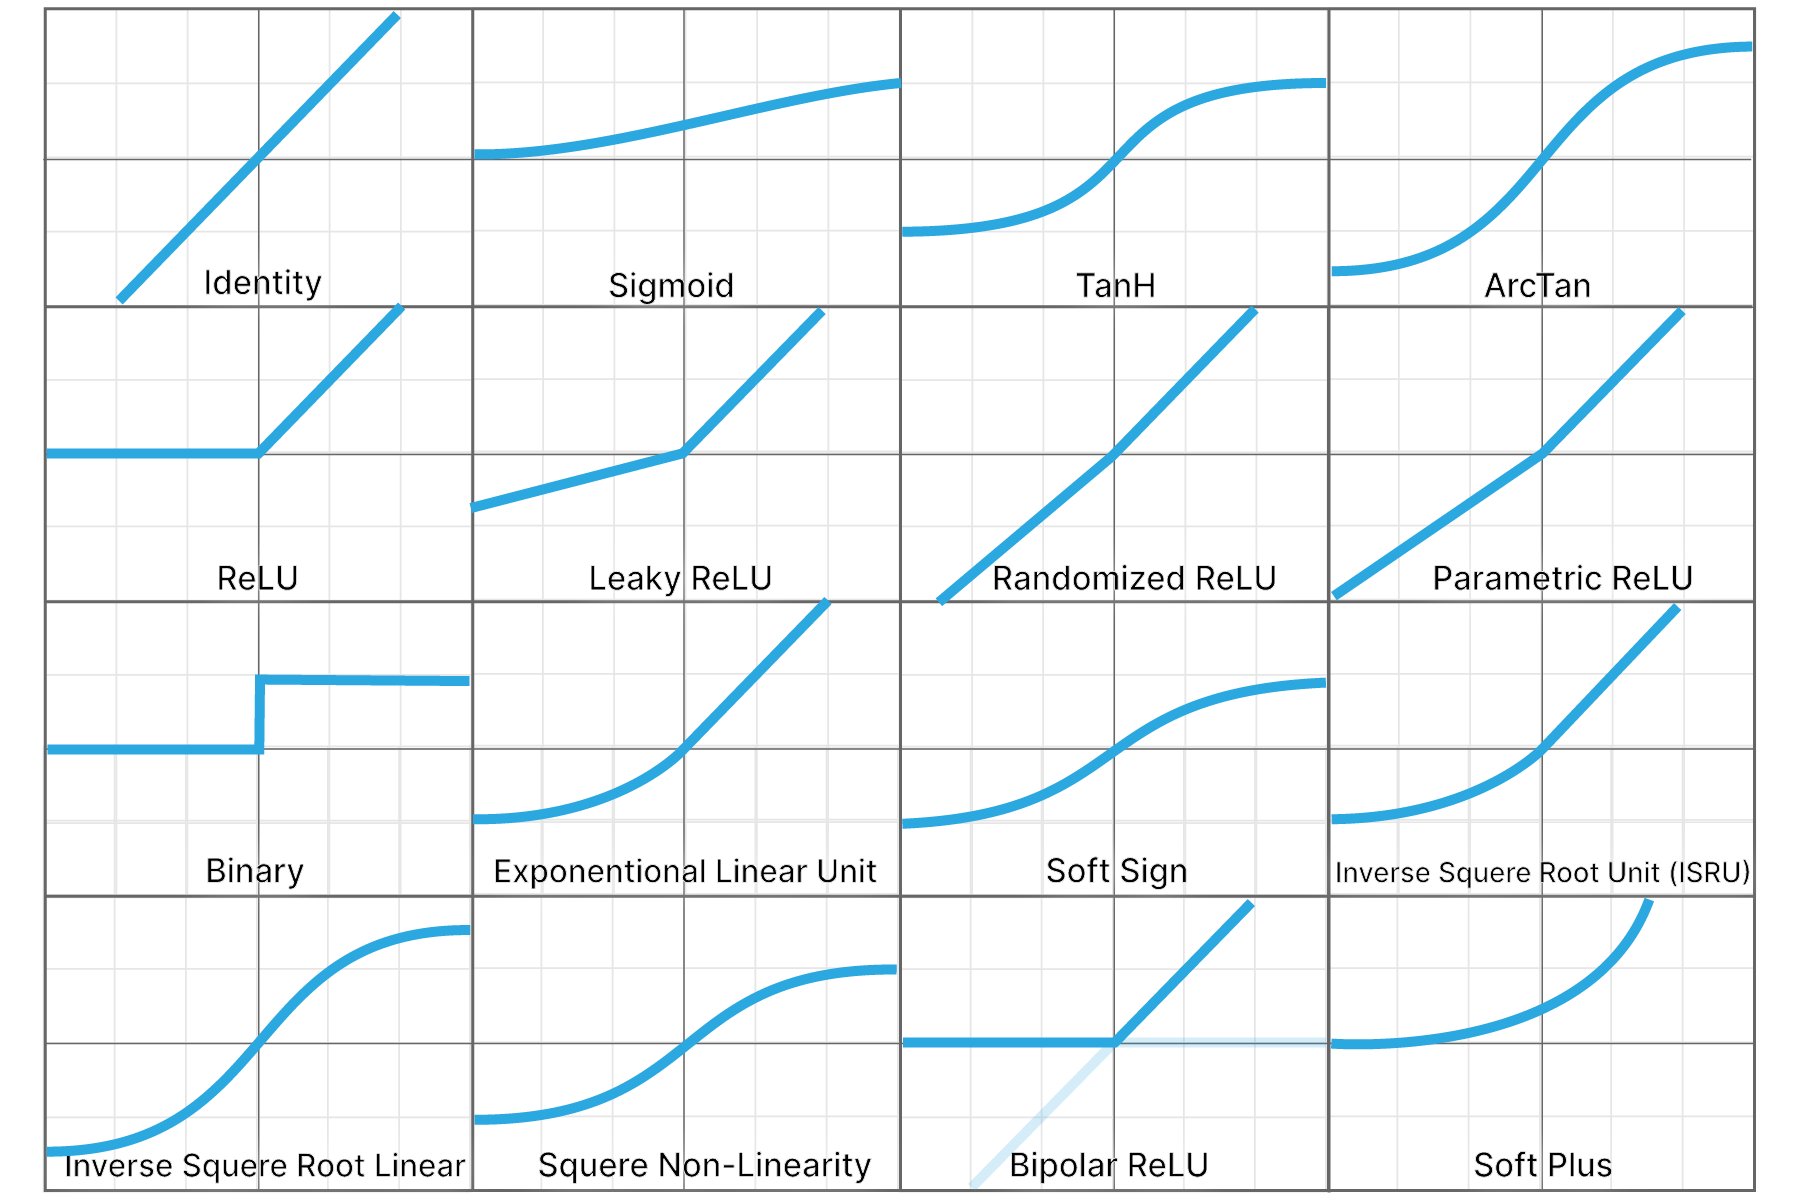 Identity
Sigmoid
TanH
ArcTan
ReLU
Leaky ReLU
Randomized ReLU
Parametric ReLU
Binary
Exponentional Linear Unit
Soft Sign
Inverse Squere Root Unit (ISRU)
Inverse Squere Root Linear
Squere Non-Linearity
Bipolar ReLU
Soft Plus